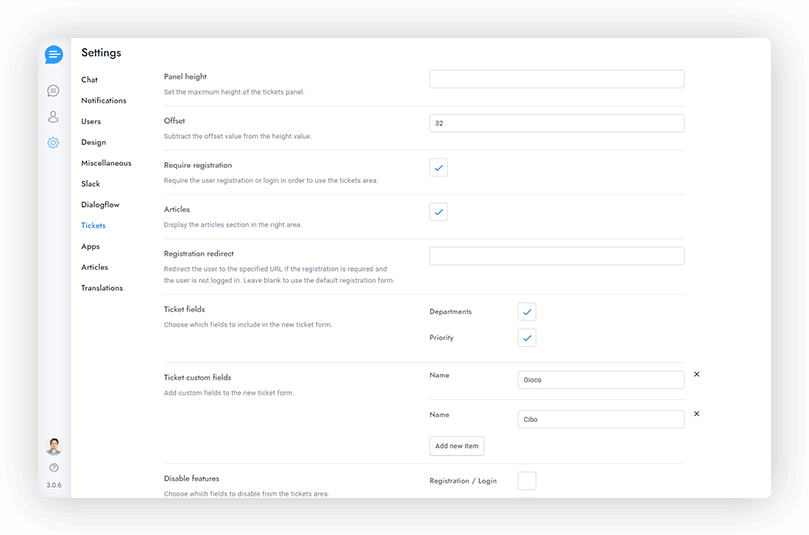 Settings
Chat
Notifications
Users
Design
Miscellaneous
Slack
Dialogflow
Tickets
Apps
Articles
Translations
3.0.6
Panel height
Set the maximum height of the tickets panel.
Offset
Subtract the offset value from the height value.
32
Require registration
Require the user registration or login in order to use the tickets area.
Articles
Display the articles section in the right area.
Registration redirect
Redirect the user to the specified URL if the registration is required and
the user is not logged in. Leave blank to use the default registration form.
Ticket fields
Choose which fields to include in the new ticket form.
Departments
Priority
Ticket custom fields
Add custom fields to the new ticket form.
Name
Gioco
Name
Cibo
Add new item
Disable features
Choose which fields to disable from the tickets area.
Registration / Login